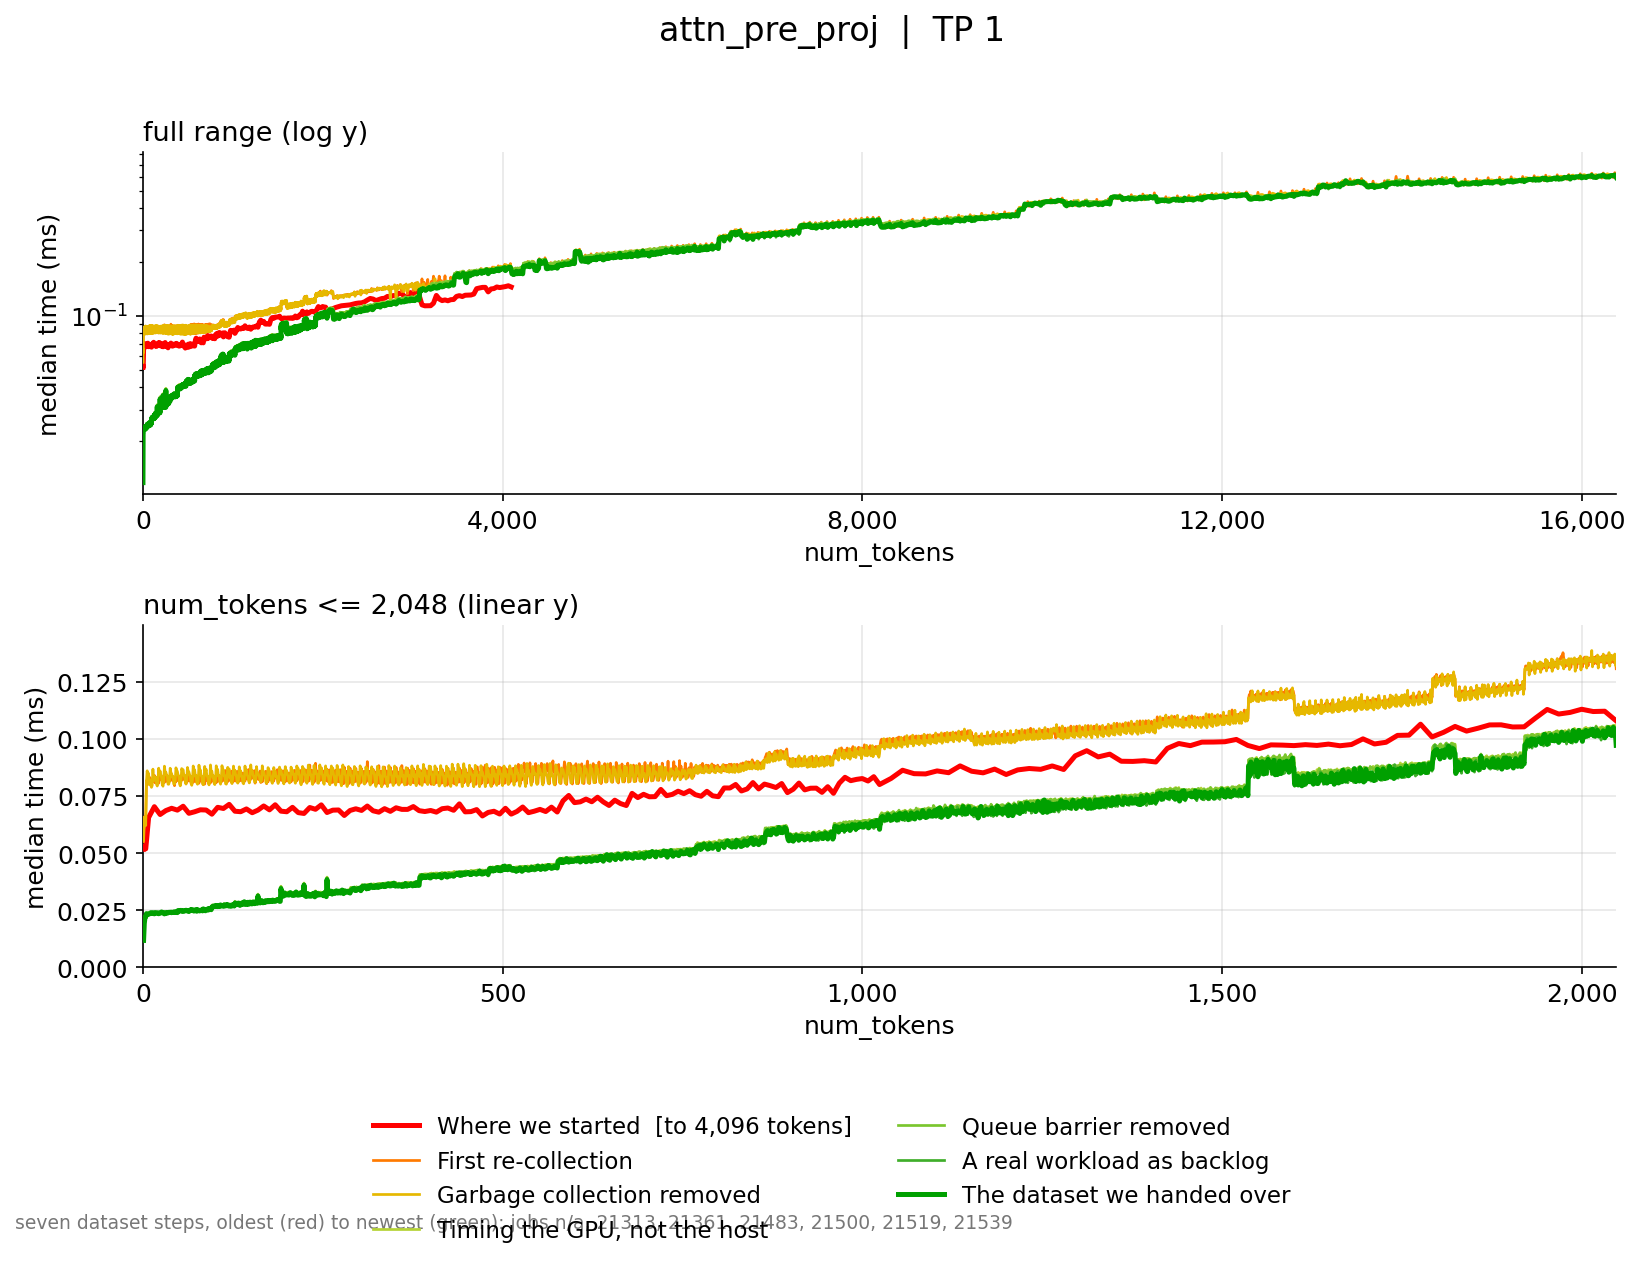 attn_pre_proj | TP 1
full range (log y)
median time (ms)
10⁻¹
0
4,000
8,000
12,000
16,000
num_tokens
num_tokens <= 2,048 (linear y)
median time (ms)
0.125
0.100
0.075
0.050
0.025
0.000
0
500
1,000
1,500
2,000
num_tokens
Where we started [to 4,096 tokens]
First re-collection
Garbage collection removed
Timing the GPU, not the host
Queue barrier removed
A real workload as backlog
The dataset we handed over
seven dataset steps, oldest (red) to newest (green); jobs n/a, 21313, 21361, 21483, 21500, 21519, 21539